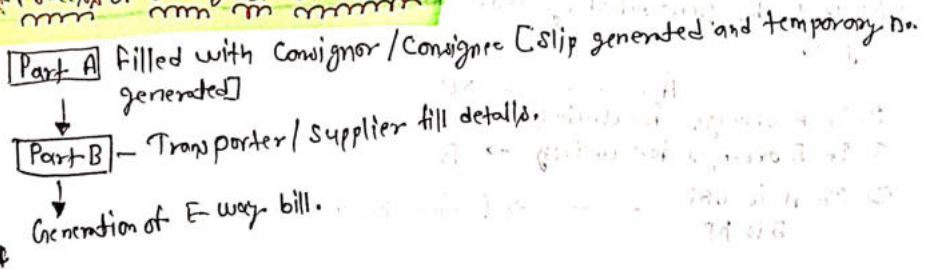 Part A filled with Consignor / Consignee [slip generated and temporary no.
generated]
Part B - Transporter / supplier fill details.
Generation of E-way bill.